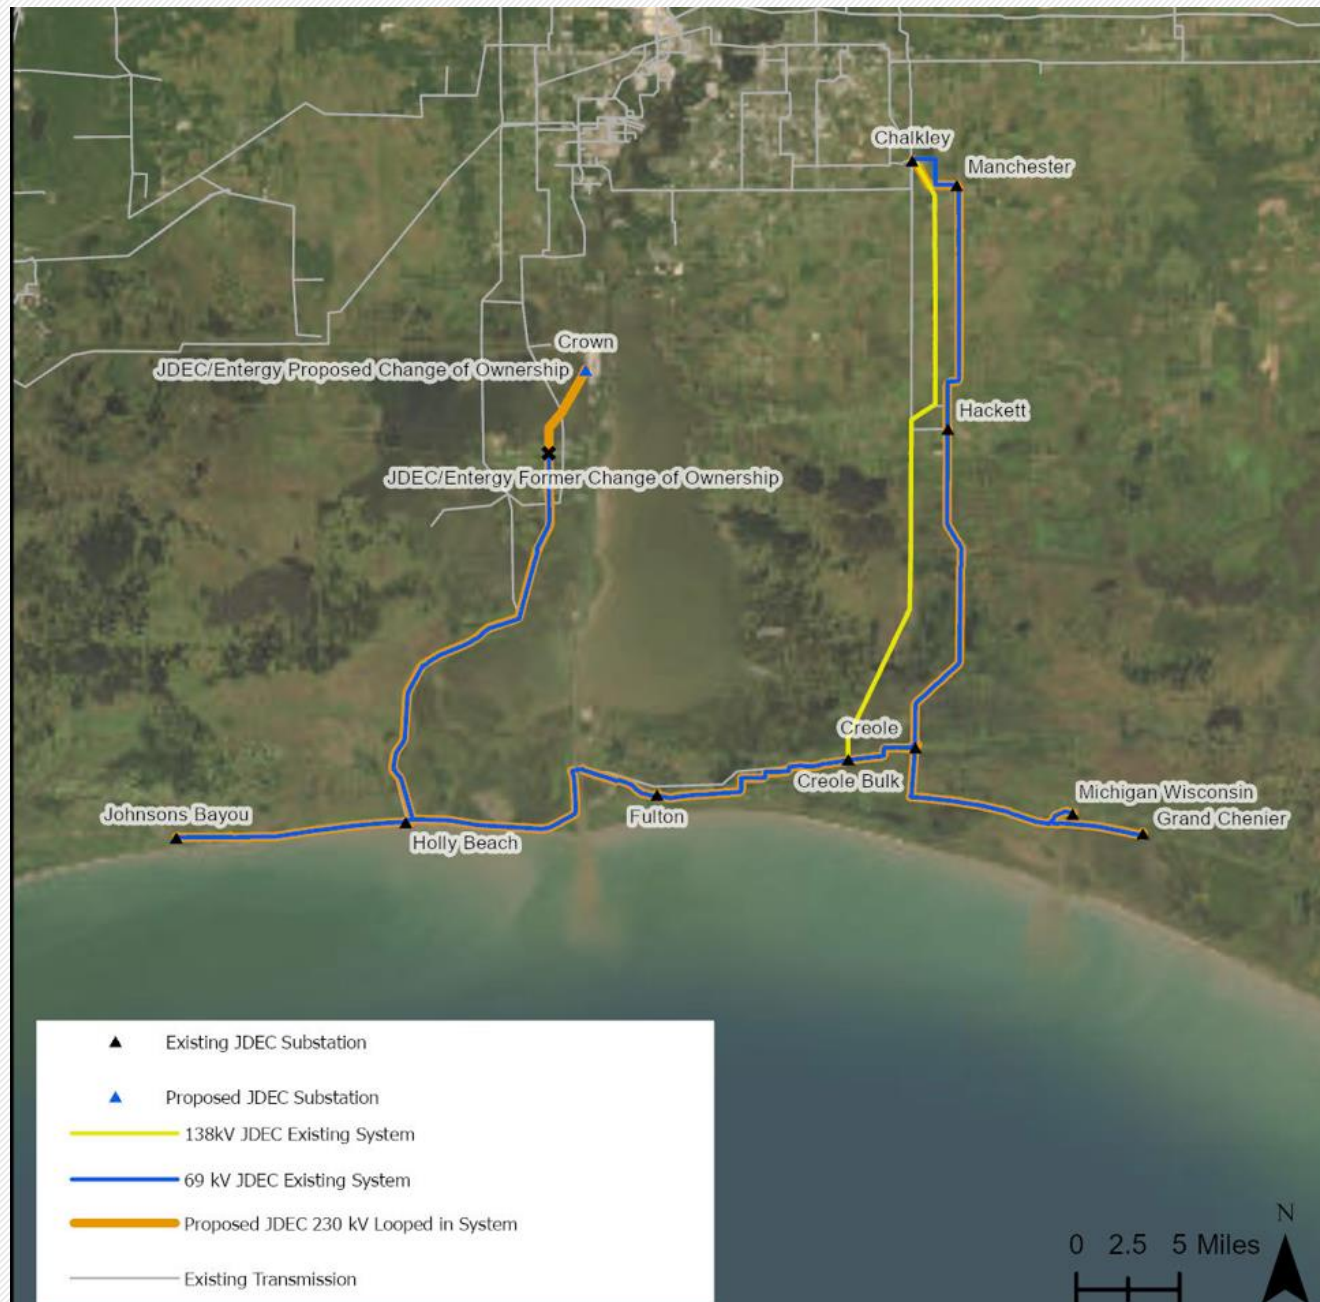 Chalkley
Manchester
Crown
JDEC/Entergy Proposed Change of Ownership
Hackett
JDEC/Entergy Former Change of Ownership
Creole
Creole Bulk
Michigan Wisconsin
Johnsons Bayou
Fulton
Grand Chenier
Holly Beach
Existing JDEC Substation
Proposed JDEC Substation
138kV JDEC Existing System
69 kV JDEC Existing System
Proposed JDEC 230 kV Looped in System
Existing Transmission
N
0 2.5 5 Miles